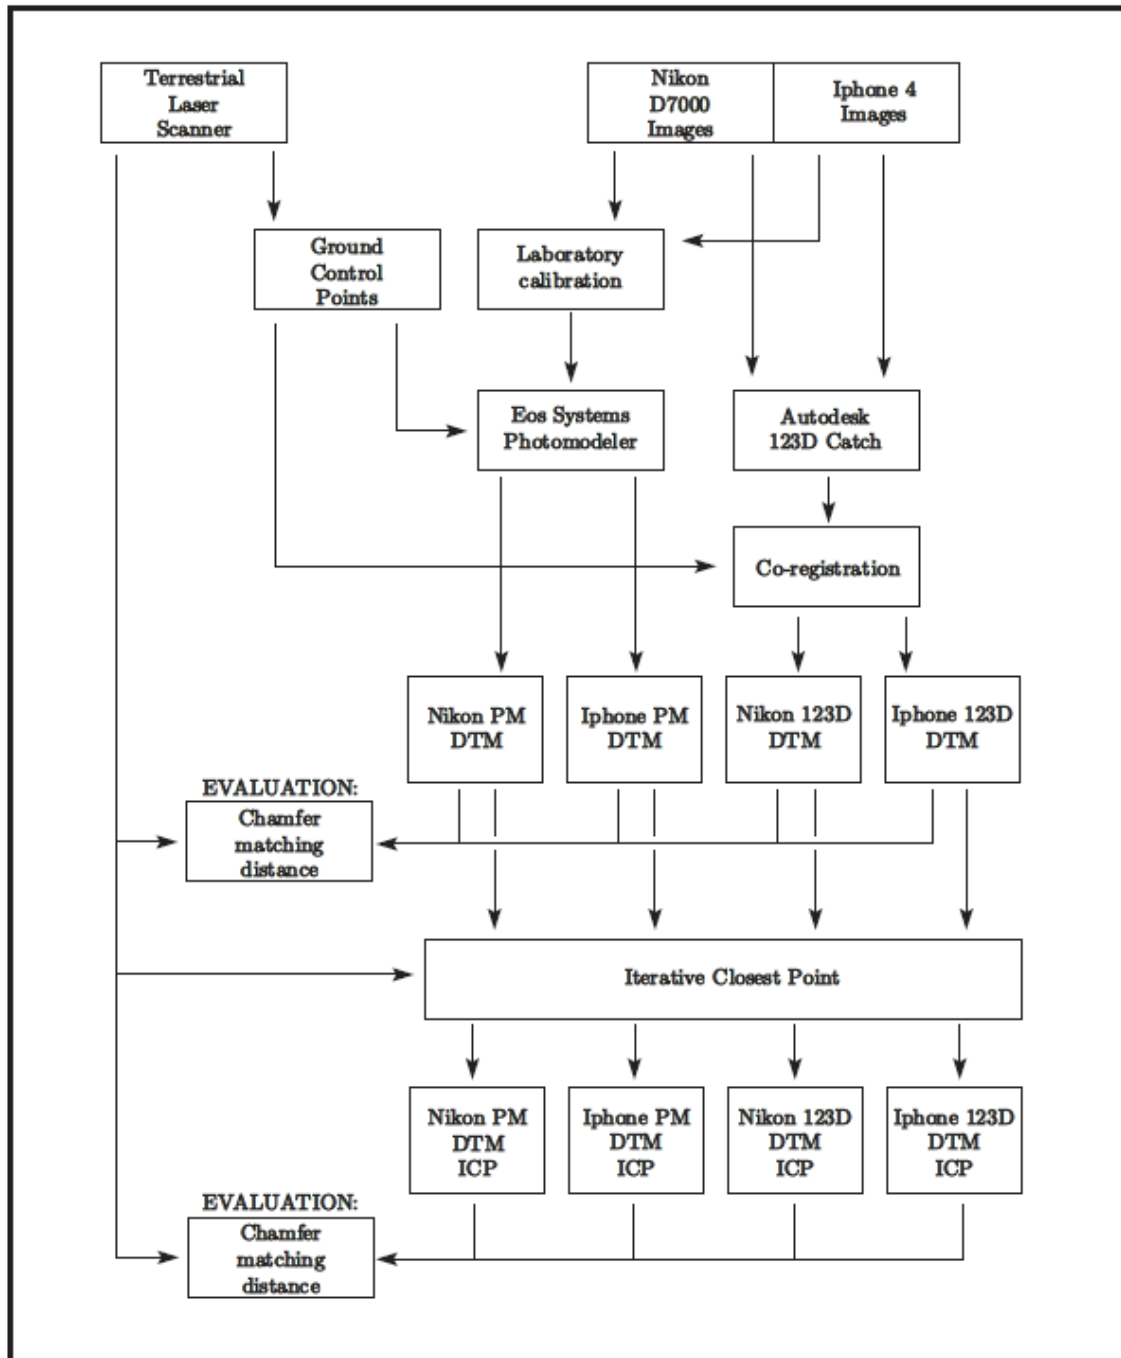 Terrestrial
Laser
Scanner
Nikon
D7000
Images
Iphone 4
Images
Ground
Control
Points
Laboratory
calibration
Eos Systems
Photomodeler
Autodesk
123D Catch
Co-registration
Nikon PM
DTM
Iphone PM
DTM
Nikon 123D
DTM
Iphone 123D
DTM
EVALUATION:
Chamfer
matching
distance
Iterative Closest Point
Nikon PM
DTM
ICP
Iphone PM
DTM
ICP
Nikon 123D
DTM
ICP
Iphone 123D
DTM
ICP
EVALUATION:
Chamfer
matching
distance